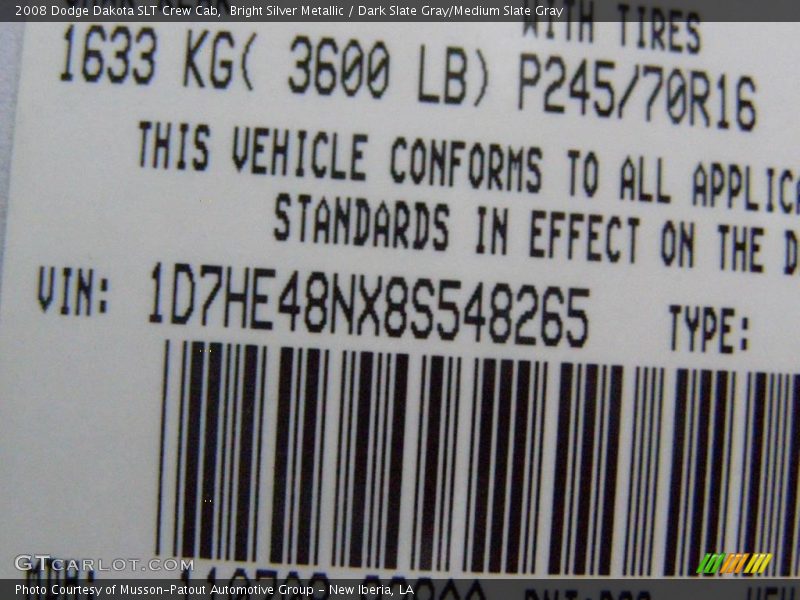 2008 Dodge Dakota SLT Crew Cab,  Bright Silver Metallic / Dark Slate Gray/Medium Slate Gray
WITH TIRES
1633 KG( 3600 LB) P245/70R16
THIS VEHICLE CONFORMS TO ALL APPLICA
STANDARDS IN EFFECT ON THE D
VIN: 1D7HE48NX8S548265 TYPE:
GTCARLOT.COM
Photo Courtesy of Musson-Patout Automotive Group - New Iberia, LA